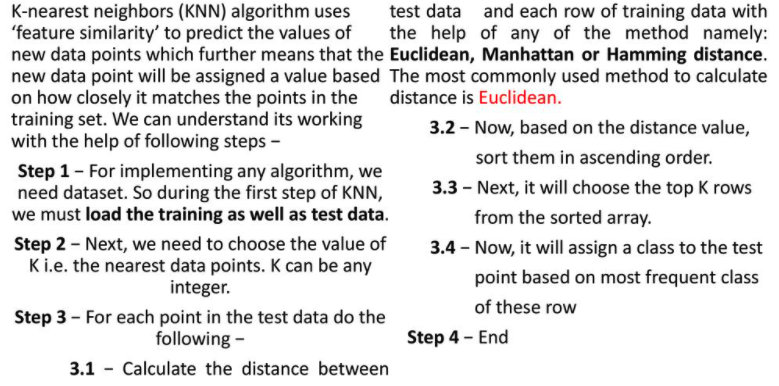 K-nearest neighbors (KNN) algorithm uses
‘feature similarity’ to predict the values of
new data points which further means that the
new data point will be assigned a value based
on how closely it matches the points in the
training set. We can understand its working
with the help of following steps –
Step 1 – For implementing any algorithm, we
need dataset. So during the first step of KNN,
we must load the training as well as test data.
Step 2 – Next, we need to choose the value of
K i.e. the nearest data points. K can be any
integer.
Step 3 – For each point in the test data do the
following –
3.1 – Calculate the distance between
test data and each row of training data with
the help of any of the method namely:
Euclidean, Manhattan or Hamming distance.
The most commonly used method to calculate
distance is Euclidean.
3.2 – Now, based on the distance value,
sort them in ascending order.
3.3 – Next, it will choose the top K rows
from the sorted array.
3.4 – Now, it will assign a class to the test
point based on most frequent class
of these row
Step 4 – End